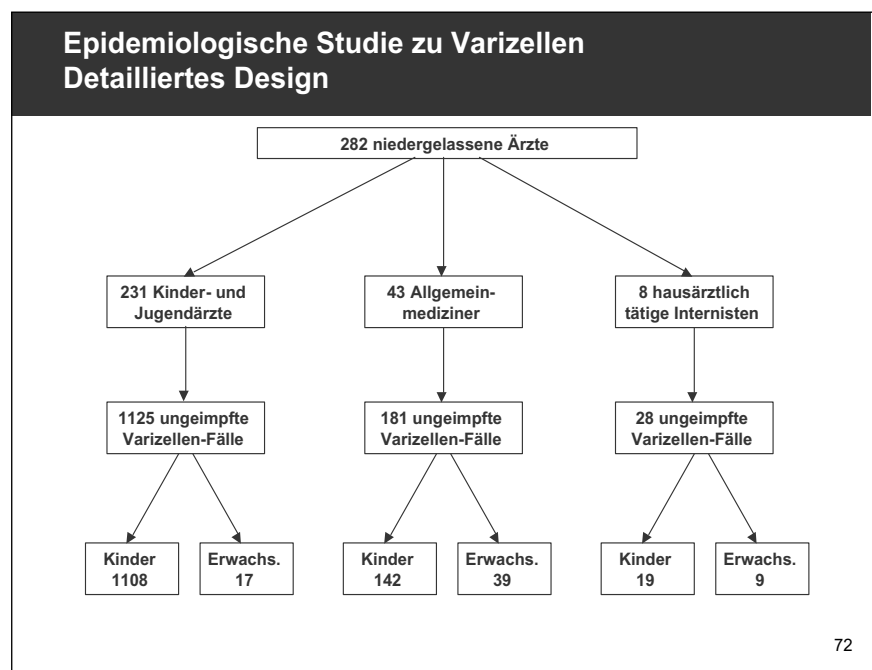 Epidemiologische Studie zu Varizellen
Detailliertes Design
282 niedergelassene Ärzte
231 Kinder- und
Jugendärzte
43 Allgemein-
mediziner
8 hausärztlich
tätige Internisten
1125 ungeimpfte
Varizellen-Fälle
181 ungeimpfte
Varizellen-Fälle
28 ungeimpfte
Varizellen-Fälle
Kinder
1108
Erwachs.
17
Kinder
142
Erwachs.
39
Kinder
19
Erwachs.
9
72